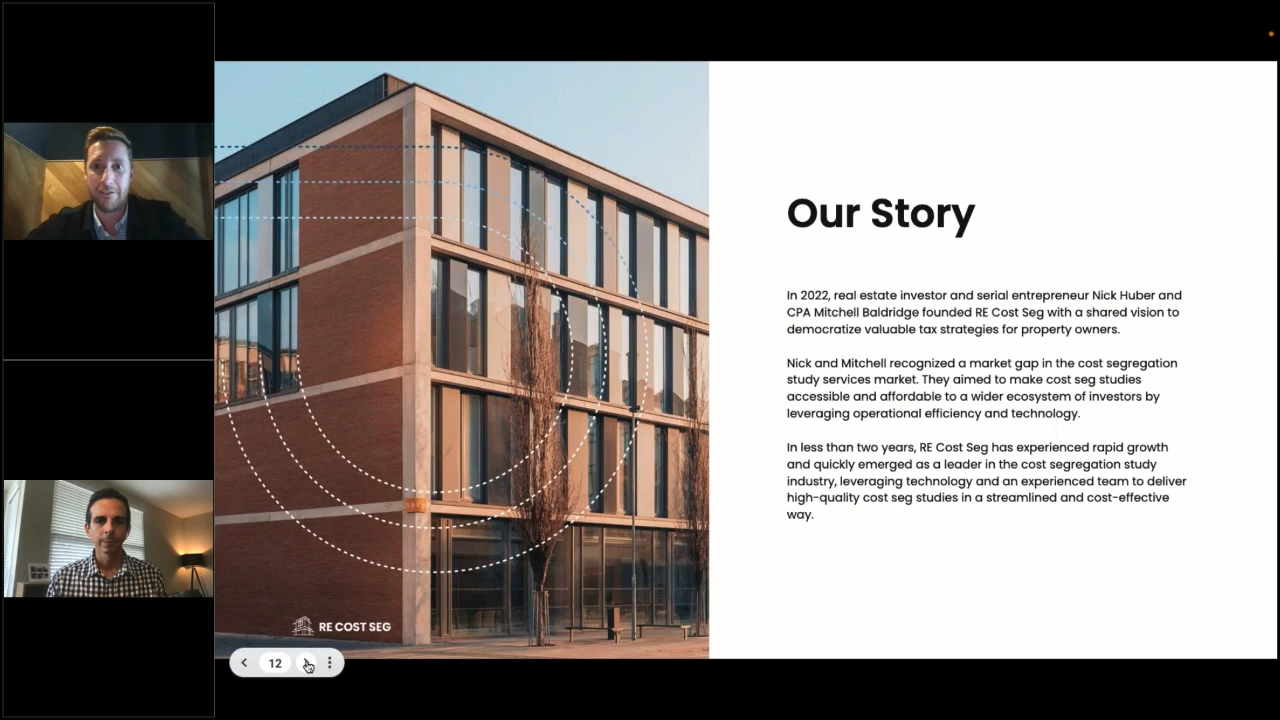 Our Story
In 2022, real estate investor and serial entrepreneur Nick Huber and
CPA Mitchell Baldridge founded RE Cost Seg with a shared vision to
democratize valuable tax strategies for property owners.
Nick and Mitchell recognized a market gap in the cost segregation
study services market. They aimed to make cost seg studies
accessible and affordable to a wider ecosystem of investors by
leveraging operational efficiency and technology.
In less than two years, RE Cost Seg has experienced rapid growth
and quickly emerged as a leader in the cost segregation study
industry, leveraging technology and an experienced team to deliver
high-quality cost seg studies in a streamlined and cost-effective
way.
RE COST SEG
12